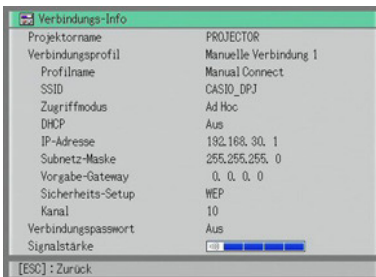 Verbindungs-Info
Projektorname PROJECTOR
Verbindungsprofil Manuelle Verbindung 1
Profilname Manual Connect
SSID CASIO_DPJ
Zugriffmodus Ad Hoc
DHCP Aus
IP-Adresse 192.168. 30. 1
Subnetz-Maske 255.255.255. 0
Vorgabe-Gateway 0. 0. 0. 0
Sicherheits-Setup WEP
Kanal 10
Verbindungspasswort Aus
Signalstärke
[ESC] : Zurück